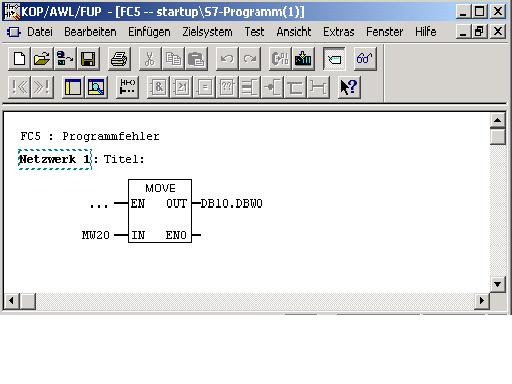 KOP/AWL/FUP - [FC5 -- startup\S7-Programm(1)]
Datei Bearbeiten Einfügen Zielsystem Test Ansicht Extras Fenster Hilfe
& >1 = ??
FC5 : Programmfehler
Netzwerk 1: Titel:
MOVE
... EN OUT DB10.DBW0
MW20 IN ENO